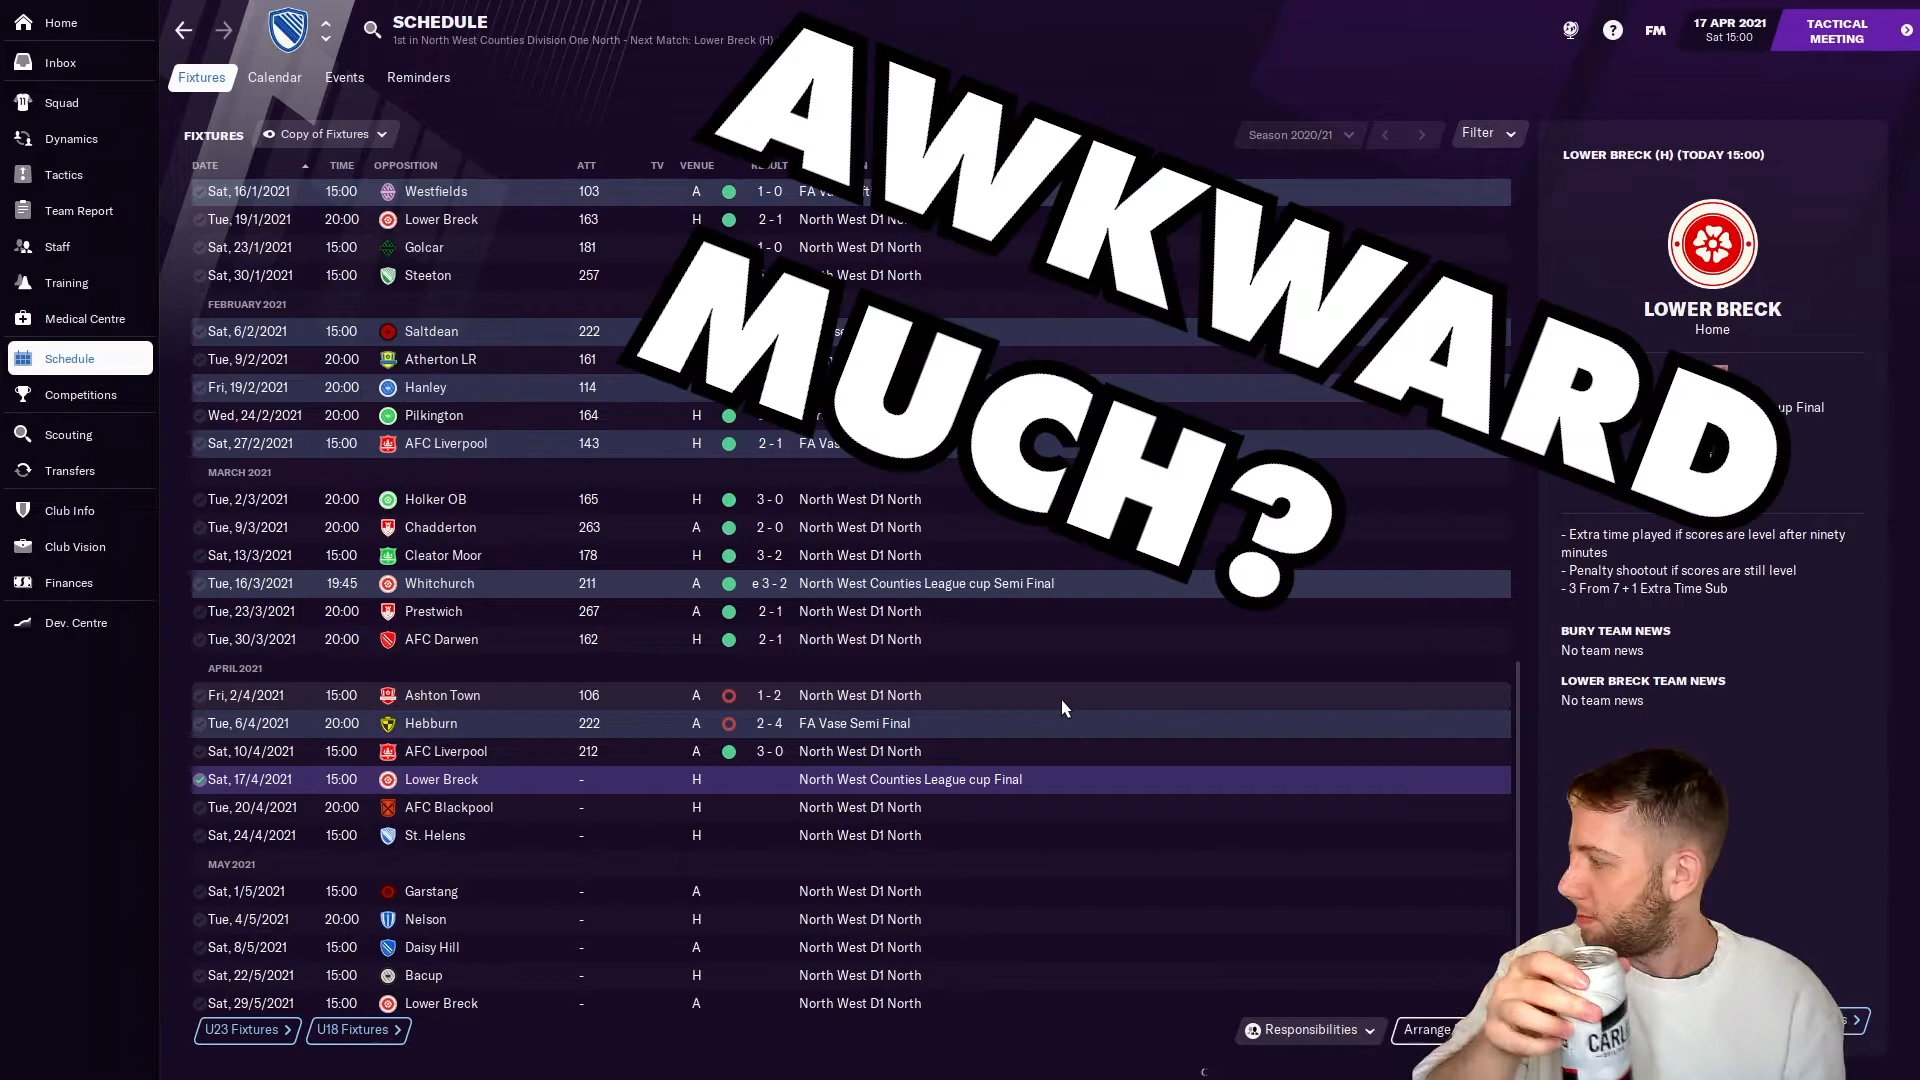 Home
Inbox
Squad
Dynamics
Tactics
Team Report
Staff
Training
Medical Centre
Schedule
Competitions
Scouting
Transfers
Club Info
Club Vision
Finances
Dev. Centre
SCHEDULE
1st in North West Counties Division One North - Next Match: Lower Breck (H)
FM
17 APR 2021
Sat 15:00
TACTICAL MEETING
Fixtures Calendar Events Reminders
AWKWARD
MUCH?
FIXTURES Copy of Fixtures Season 2020/21 Filter
DATE TIME OPPOSITION ATT TV VENUE
Sat, 16/1/2021 15:00 Westfields 103 A 1 - 0
Tue, 19/1/2021 20:00 Lower Breck 163 H 2 - 1 North West D1
Sat, 23/1/2021 15:00 Golcar 181 1 - 0 North West D1 North
Sat, 30/1/2021 15:00 Steeton 257 West D1 North
FEBRUARY 2021
Sat, 6/2/2021 15:00 Saltdean 222
Tue, 9/2/2021 20:00 Atherton LR 161
Fri, 19/2/2021 20:00 Hanley 114
Wed, 24/2/2021 20:00 Pilkington 164 H
Sat, 27/2/2021 15:00 AFC Liverpool 143 H 2 - 1 FA
MARCH 2021
Tue, 2/3/2021 20:00 Holker OB 165 H 3 - 0 North West D1 North
Tue, 9/3/2021 20:00 Chadderton 263 A 2 - 0 North West D1 North
Sat, 13/3/2021 15:00 Cleator Moor 178 H 3 - 2 North West D1 North
Tue, 16/3/2021 19:45 Whitchurch 211 A e 3 - 2 North West Counties League cup Semi Final
Tue, 23/3/2021 20:00 Prestwich 267 A 2 - 1 North West D1 North
Tue, 30/3/2021 20:00 AFC Darwen 162 H 2 - 1 North West D1 North
APRIL 2021
Fri, 2/4/2021 15:00 Ashton Town 106 A 1 - 2 North West D1 North
Tue, 6/4/2021 20:00 Hebburn 222 A 2 - 4 FA Vase Semi Final
Sat, 10/4/2021 15:00 AFC Liverpool 212 A 3 - 0 North West D1 North
Sat, 17/4/2021 15:00 Lower Breck - H North West Counties League cup Final
Tue, 20/4/2021 20:00 AFC Blackpool - H North West D1 North
Sat, 24/4/2021 15:00 St. Helens - H North West D1 North
MAY 2021
Sat, 1/5/2021 15:00 Garstang - A North West D1 North
Tue, 4/5/2021 20:00 Nelson - H North West D1 North
Sat, 8/5/2021 15:00 Daisy Hill - A North West D1 North
Sat, 22/5/2021 15:00 Bacup - H North West D1 North
Sat, 29/5/2021 15:00 Lower Breck - A North West D1 North
U23 Fixtures U18 Fixtures Responsibilities Arrange
LOWER BRECK (H) (TODAY 15:00)
LOWER BRECK
Home
up Final
- Extra time played if scores are level after ninety
minutes
- Penalty shootout if scores are still level
- 3 From 7 + 1 Extra Time Sub
BURY TEAM NEWS
No team news
LOWER BRECK TEAM NEWS
No team news
CARL